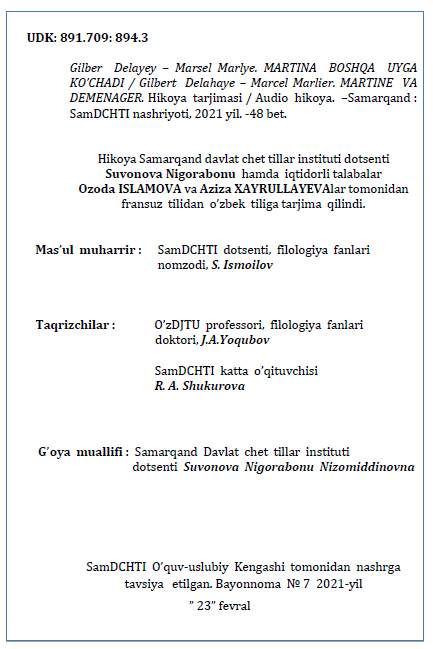 UDK: 891.709: 894.3
Gilber Delayey – Marsel Marlye. MARTINA BOSHQA UYGA
KO’CHADI / Gilbert Delahaye – Marcel Marlier. MARTINE VA
DEMENAGER. Hikoya tarjimasi / Audio hikoya. –Samarqand :
SamDCHTI nashriyoti, 2021 yil. -48 bet.
Hikoya Samarqand davlat chet tillar instituti dotsenti
Suvonova Nigorabonu hamda iqtidorli talabalar
Ozoda ISLAMOVA va Aziza XAYRULLAYEVAlar tomonidan
fransuz tilidan o’zbek tiliga tarjima qilindi.
Mas’ul muharrir : SamDCHTI dotsenti, filologiya fanlari
nomzodi, S. Ismoilov
Taqrizchilar : O’zDJTU professori, filologiya fanlari
doktori, J.A.Yoqubov
SamDCHTI katta o’qituvchisi
R. A. Shukurova
G’oya muallifi : Samarqand Davlat chet tillar instituti
dotsenti Suvonova Nigorabonu Nizomiddinovna
SamDCHTI O’quv-uslubiy Kengashi tomonidan nashrga
tavsiya etilgan. Bayonnoma № 7 2021-yil
” 23” fevral